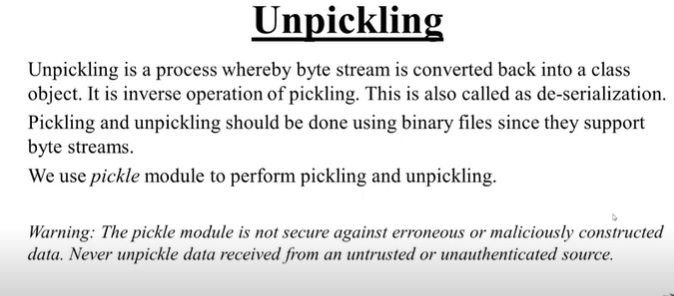 Unpickling
Unpickling is a process whereby byte stream is converted back into a class
object. It is inverse operation of pickling. This is also called as de-serialization.
Pickling and unpickling should be done using binary files since they support
byte streams.
We use pickle module to perform pickling and unpickling.
Warning: The pickle module is not secure against erroneous or maliciously constructed
data. Never unpickle data received from an untrusted or unauthenticated source.